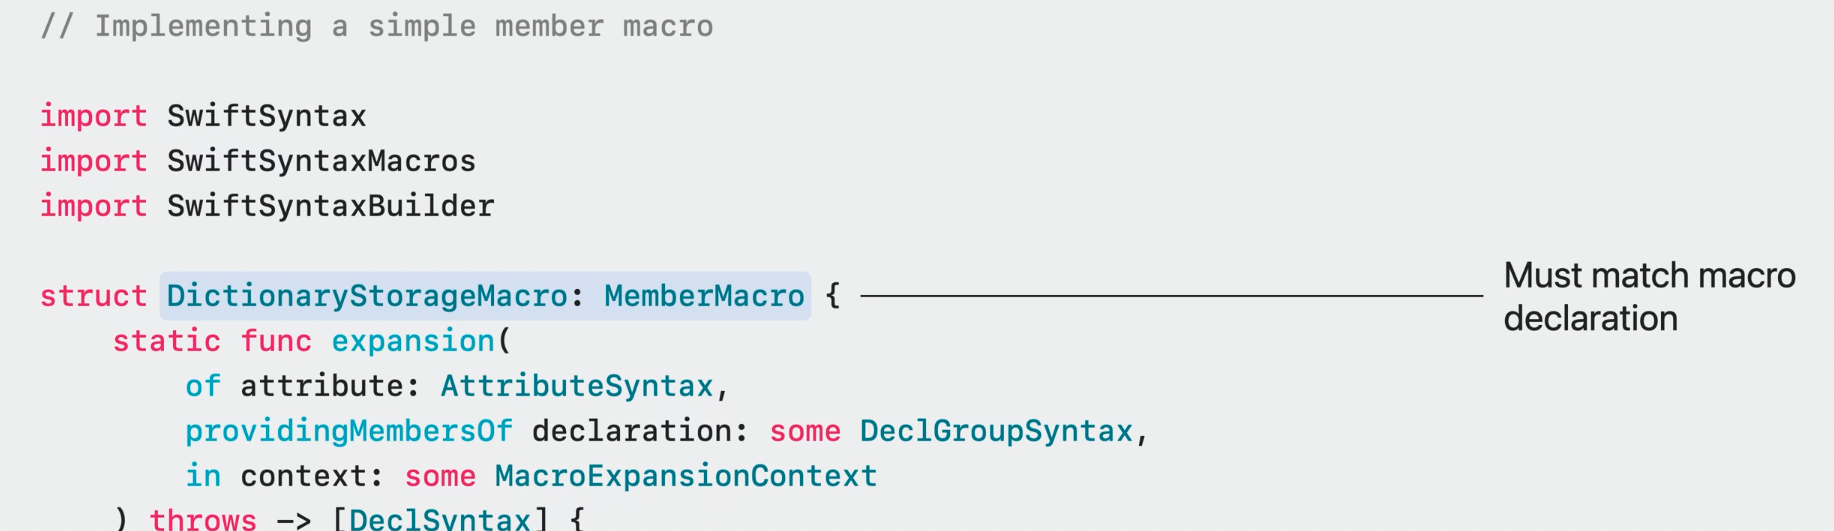 // Implementing a simple member macro
import SwiftSyntax
import SwiftSyntaxMacros
import SwiftSyntaxBuilder
struct DictionaryStorageMacro: MemberMacro {
Must match macro
declaration
static func expansion(
of attribute: AttributeSyntax,
providingMembersOf declaration: some DeclGroupSyntax,
in context: some MacroExpansionContext
) throws -> [DeclSyntax] {